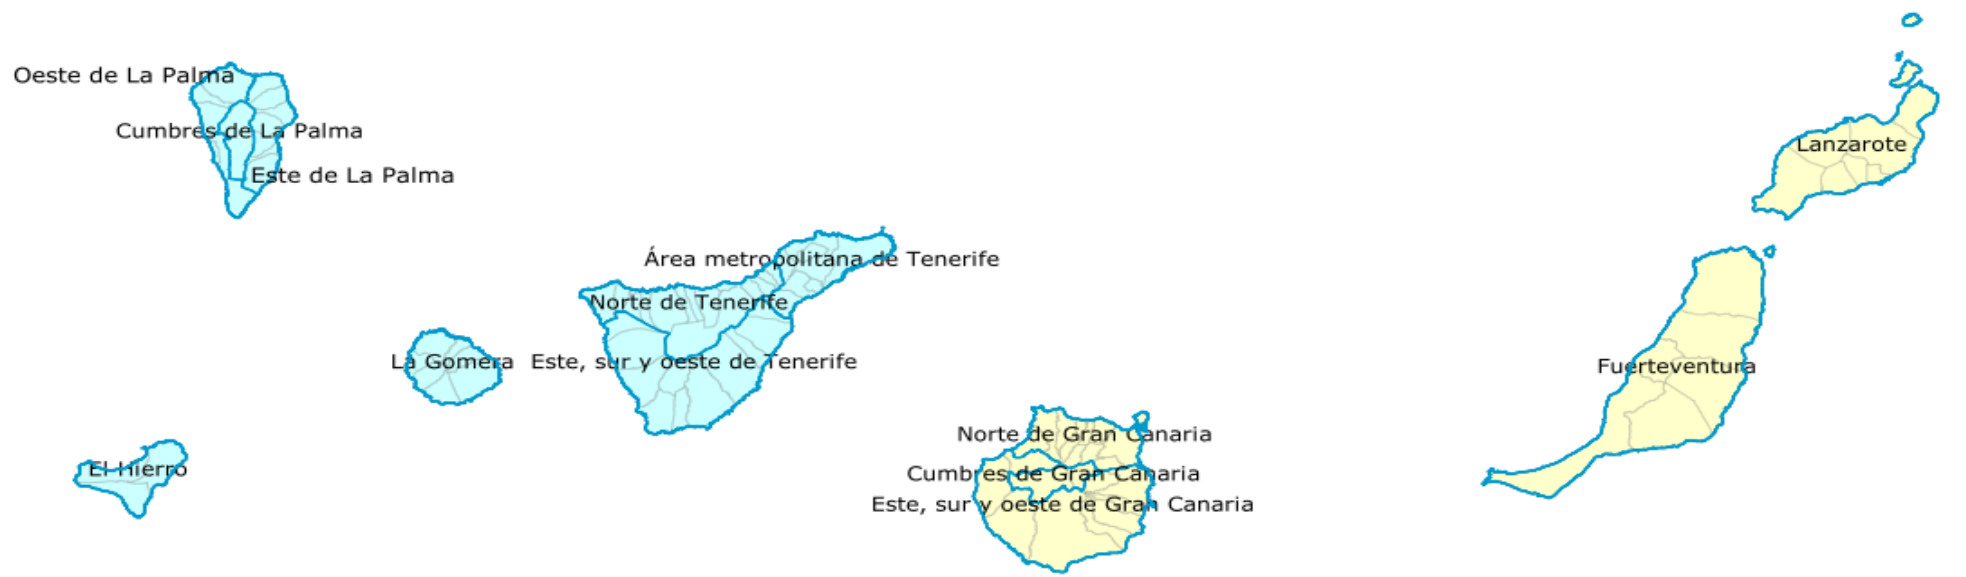 Oeste de La Palma
Cumbres de La Palma
Este de La Palma
Lanzarote
Área metropolitana de Tenerife
Norte de Tenerife
La Gomera
Este, sur y oeste de Tenerife
Fuerteventura
El Hierro
Norte de Gran Canaria
Cumbres de Gran Canaria
Este, sur y oeste de Gran Canaria